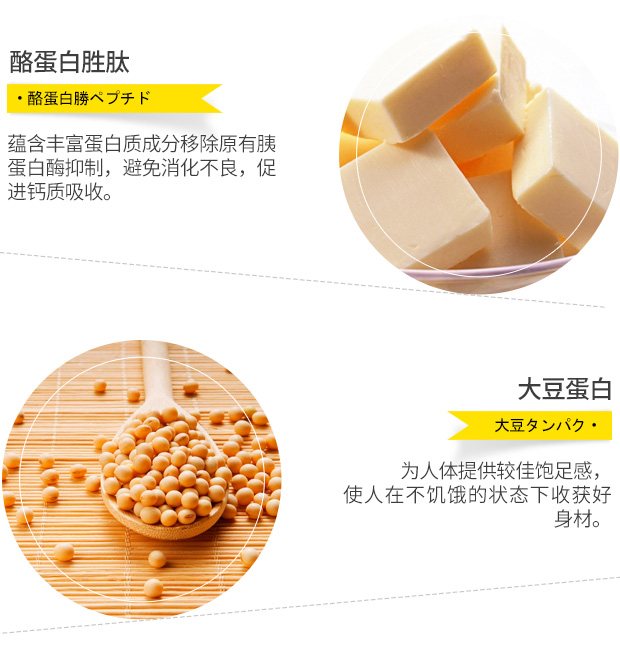 酪蛋白胜肽
·酪蛋白勝ペプチド
蕴含丰富蛋白质成分移除原有胰
蛋白酶抑制，避免消化不良，促
进钙质吸收。
大豆蛋白
大豆タンパク·
为人体提供较佳饱足感，
使人在不饥饿的状态下收获好
身材。